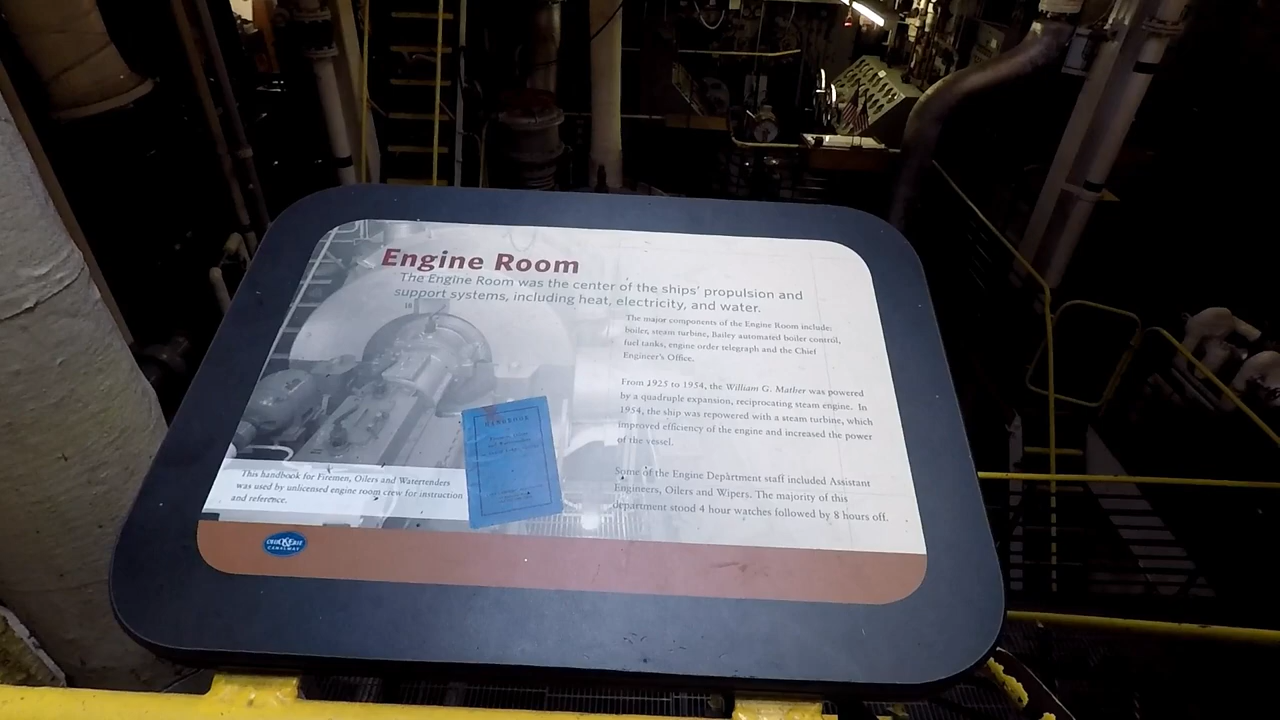 Engine Room
The Engine Room was the center of the ships' propulsion and
support systems, including heat, electricity, and water.
The major components of the Engine Room include:
boiler, steam turbine, Bailey automated boiler control,
fuel tanks, engine order telegraph and the Chief
Engineer's Office.
From 1925 to 1954, the William G. Mather was powered
by a quadruple expansion, reciprocating steam engine. In
1954, the ship was repowered with a steam turbine, which
improved efficiency of the engine and increased the power
of the vessel.
Some of the Engine Department staff included Assistant
Engineers, Oilers and Wipers. The majority of this
department stood 4 hour watches followed by 8 hours off.
HANDBOOK
This handbook for Firemen, Oilers and Watertenders
was used by unlicensed engine room crew for instruction
and reference.
OHIO & ERIE
CANALWAY